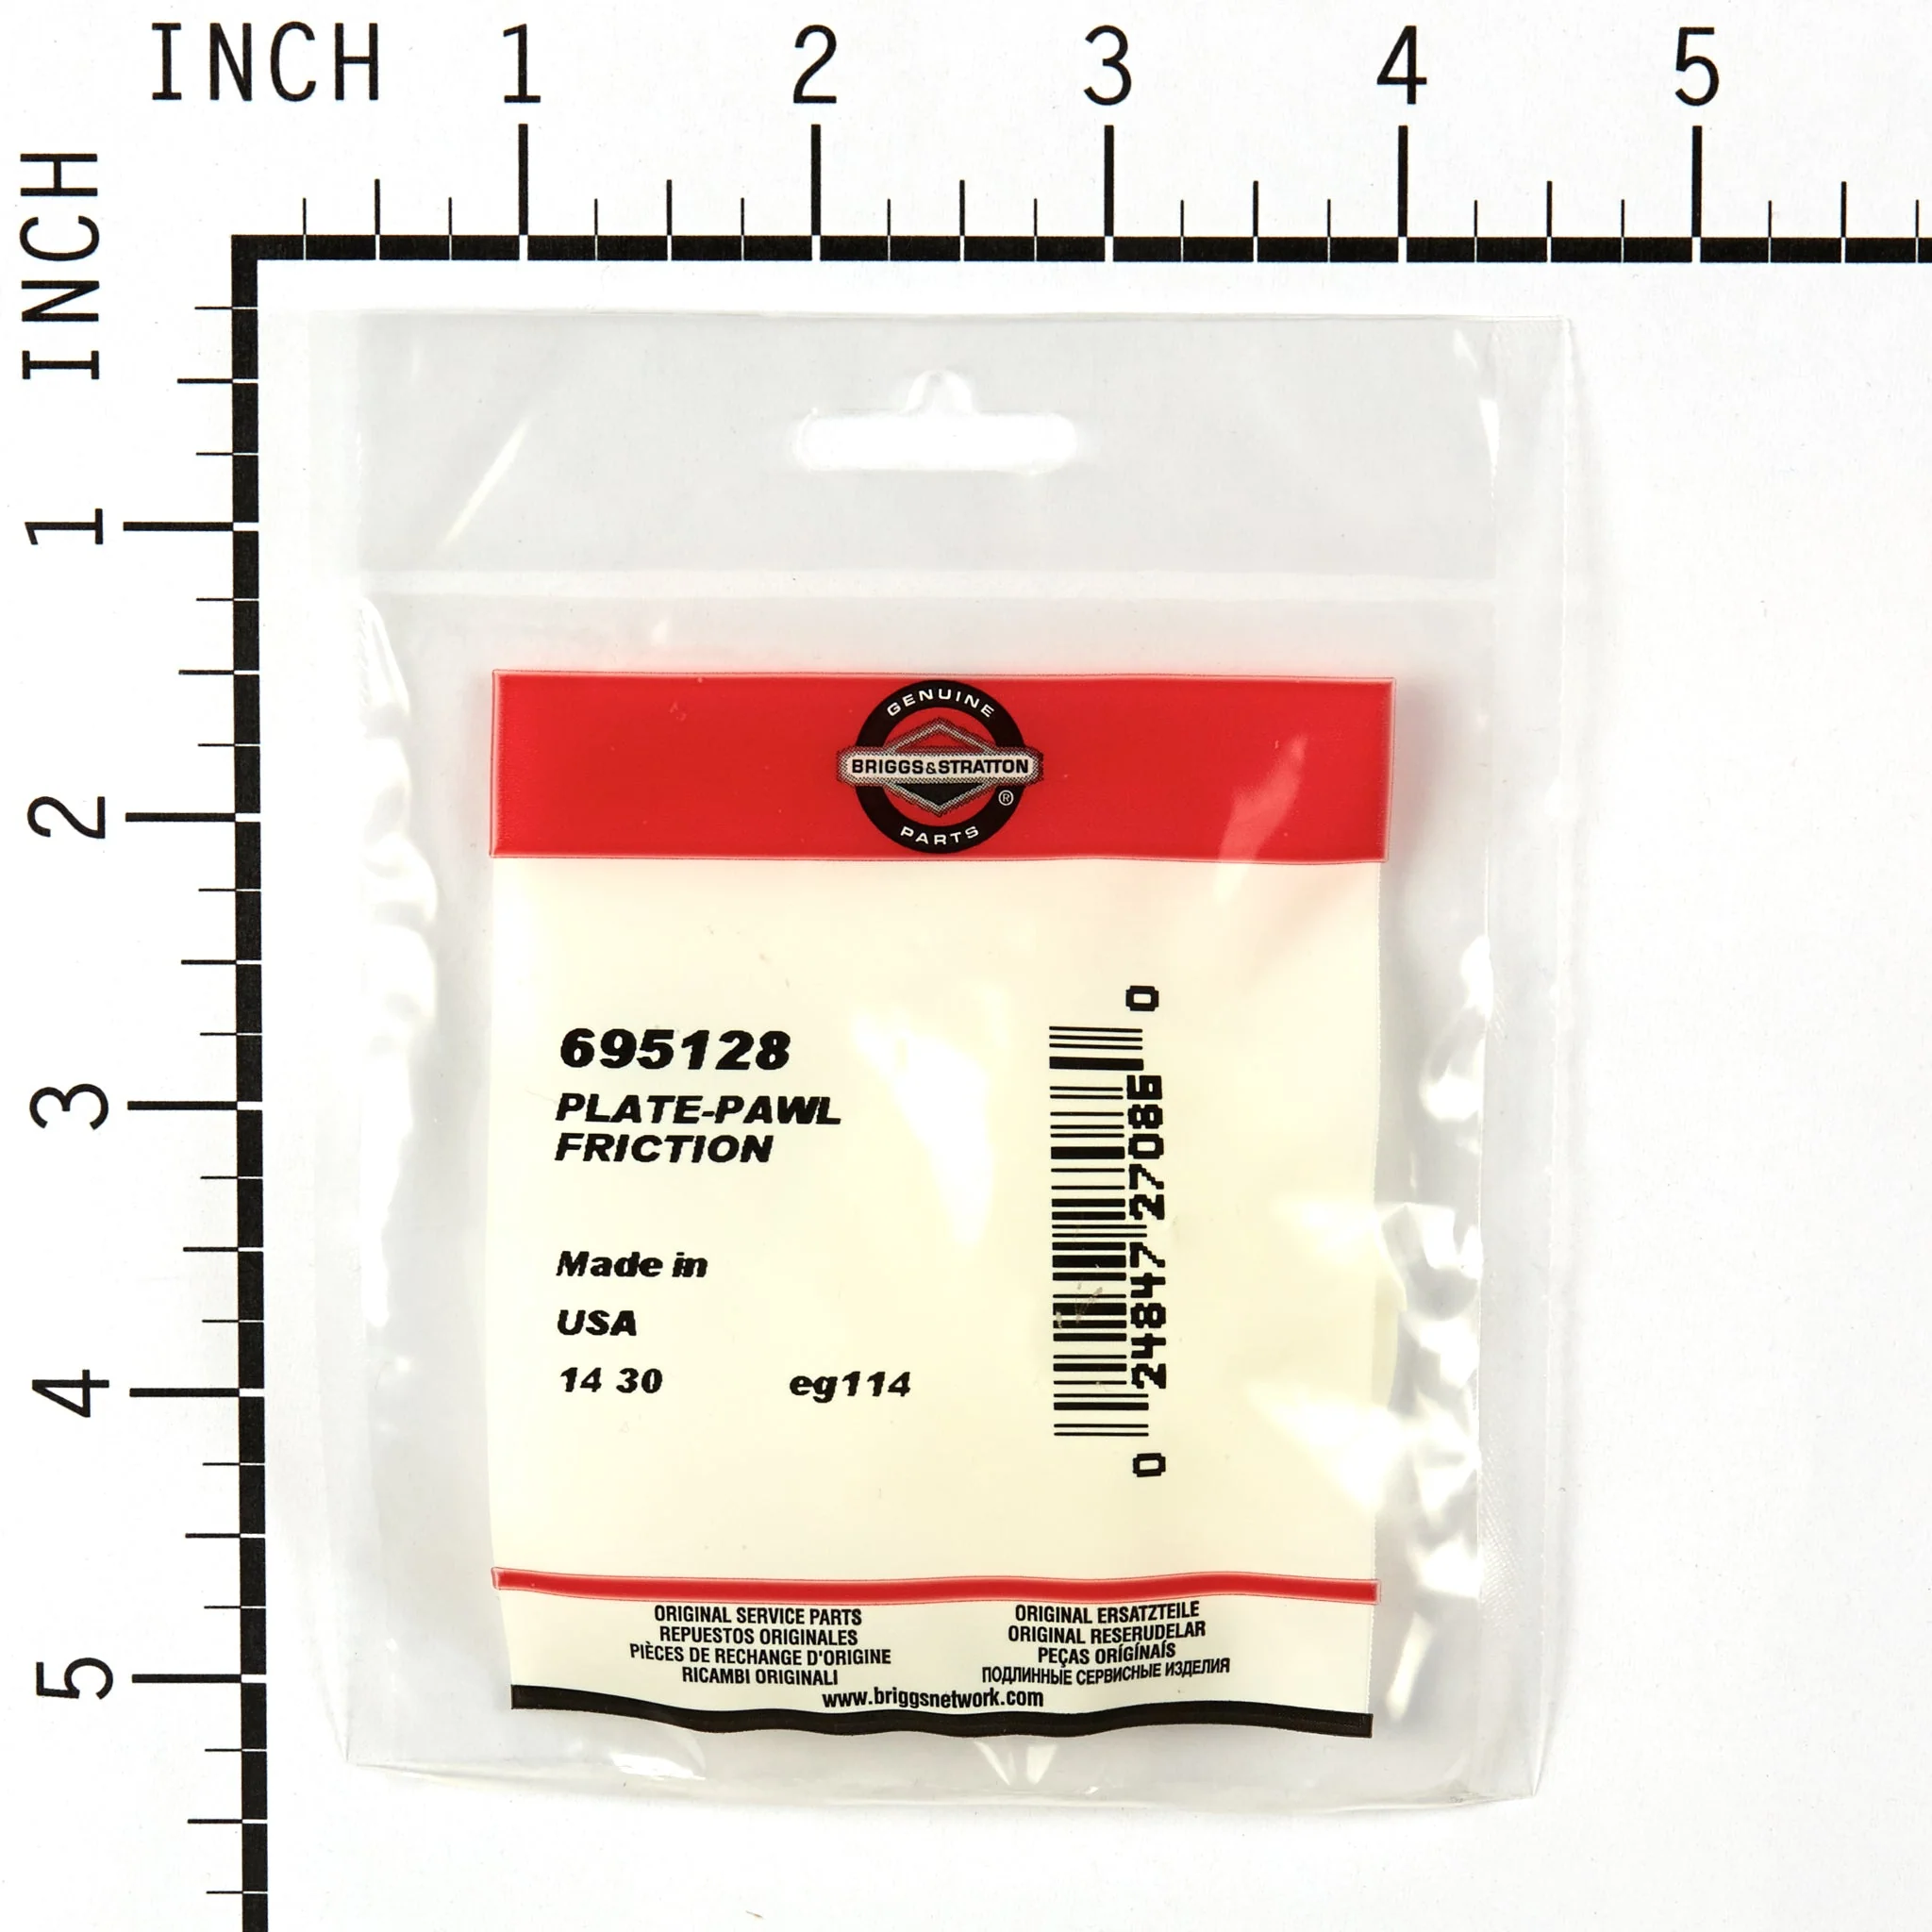 INCH 1 2 3 4 5
INCH 1 2 3 4 5
GENUINE
BRIGGS&STRATTON
®
PARTS
695128
PLATE-PAWL
FRICTION
Made in
USA
14 30 eg114
0 24847 27086 0
ORIGINAL SERVICE PARTS
REPUESTOS ORIGINALES
PIÈCES DE RECHANGE D'ORIGINE
RICAMBI ORIGINALI
ORIGINAL ERSATZTEILE
ORIGINAL RESERUDELAR
PEÇAS ORÍGÍNAÍS
ПОДЛИННЫЕ СЕРВИСНЫЕ ИЗДЕЛИЯ
www.briggsnetwork.com